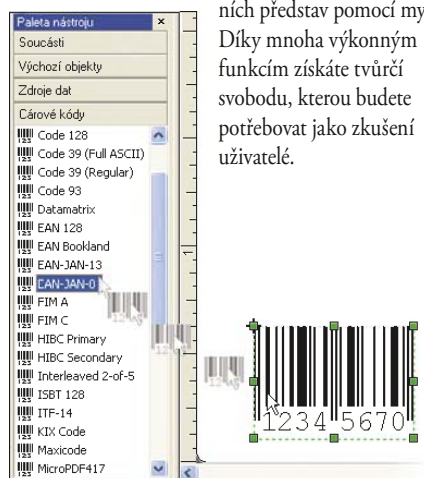 ních představ pomocí my
Díky mnoha výkonným
funkcím získáte tvůrčí
svobodu, kterou budete
potřebovat jako zkušení
uživatelé.
Paleta nástroju
Soucásti
Výchozí objekty
Zdroje dat
Cárové kódy
Code 128
Code 39 (Full ASCII)
Code 39 (Regular)
Code 93
Datamatrix
EAN 128
EAN Bookland
EAN-JAN-13
EAN-JAN-8
FIM A
FIM C
HIBC Primary
HIBC Secondary
Interleaved 2-of-5
ISBT 128
ITF-14
KIX Code
Maxicode
MicroPDF417
1234 5670